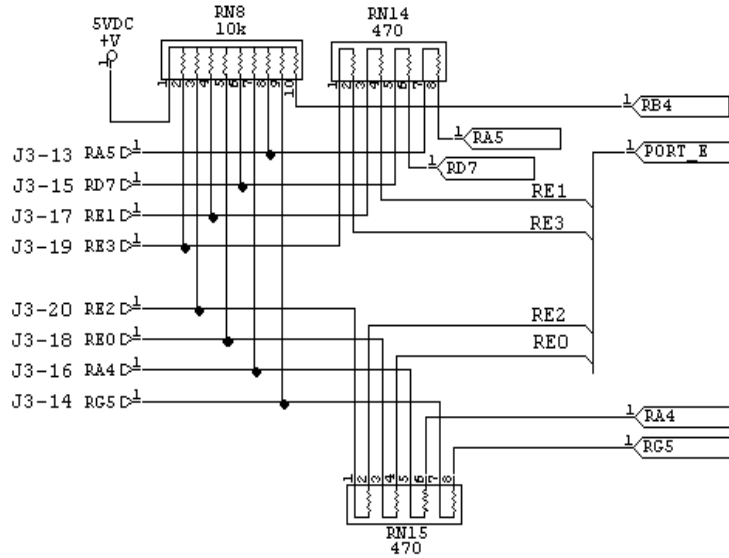 RN8
10k
RN14
470
5VDC
+V
1
1 2 3 4 5 6 7 8 9 10
1 2 3 4 5 6 7 8
1 RB4
1 RA5
1 PORT_E
1 RD7
J3-13 RA5 1
J3-15 RD7 1
J3-17 RE1 1
J3-19 RE3 1
RE1
RE3
J3-20 RE2 1
J3-18 RE0 1
J3-16 RA4 1
J3-14 RG5 1
RE2
RE0
1 RA4
1 RG5
1 2 3 4 5 6 7 8
RN15
470